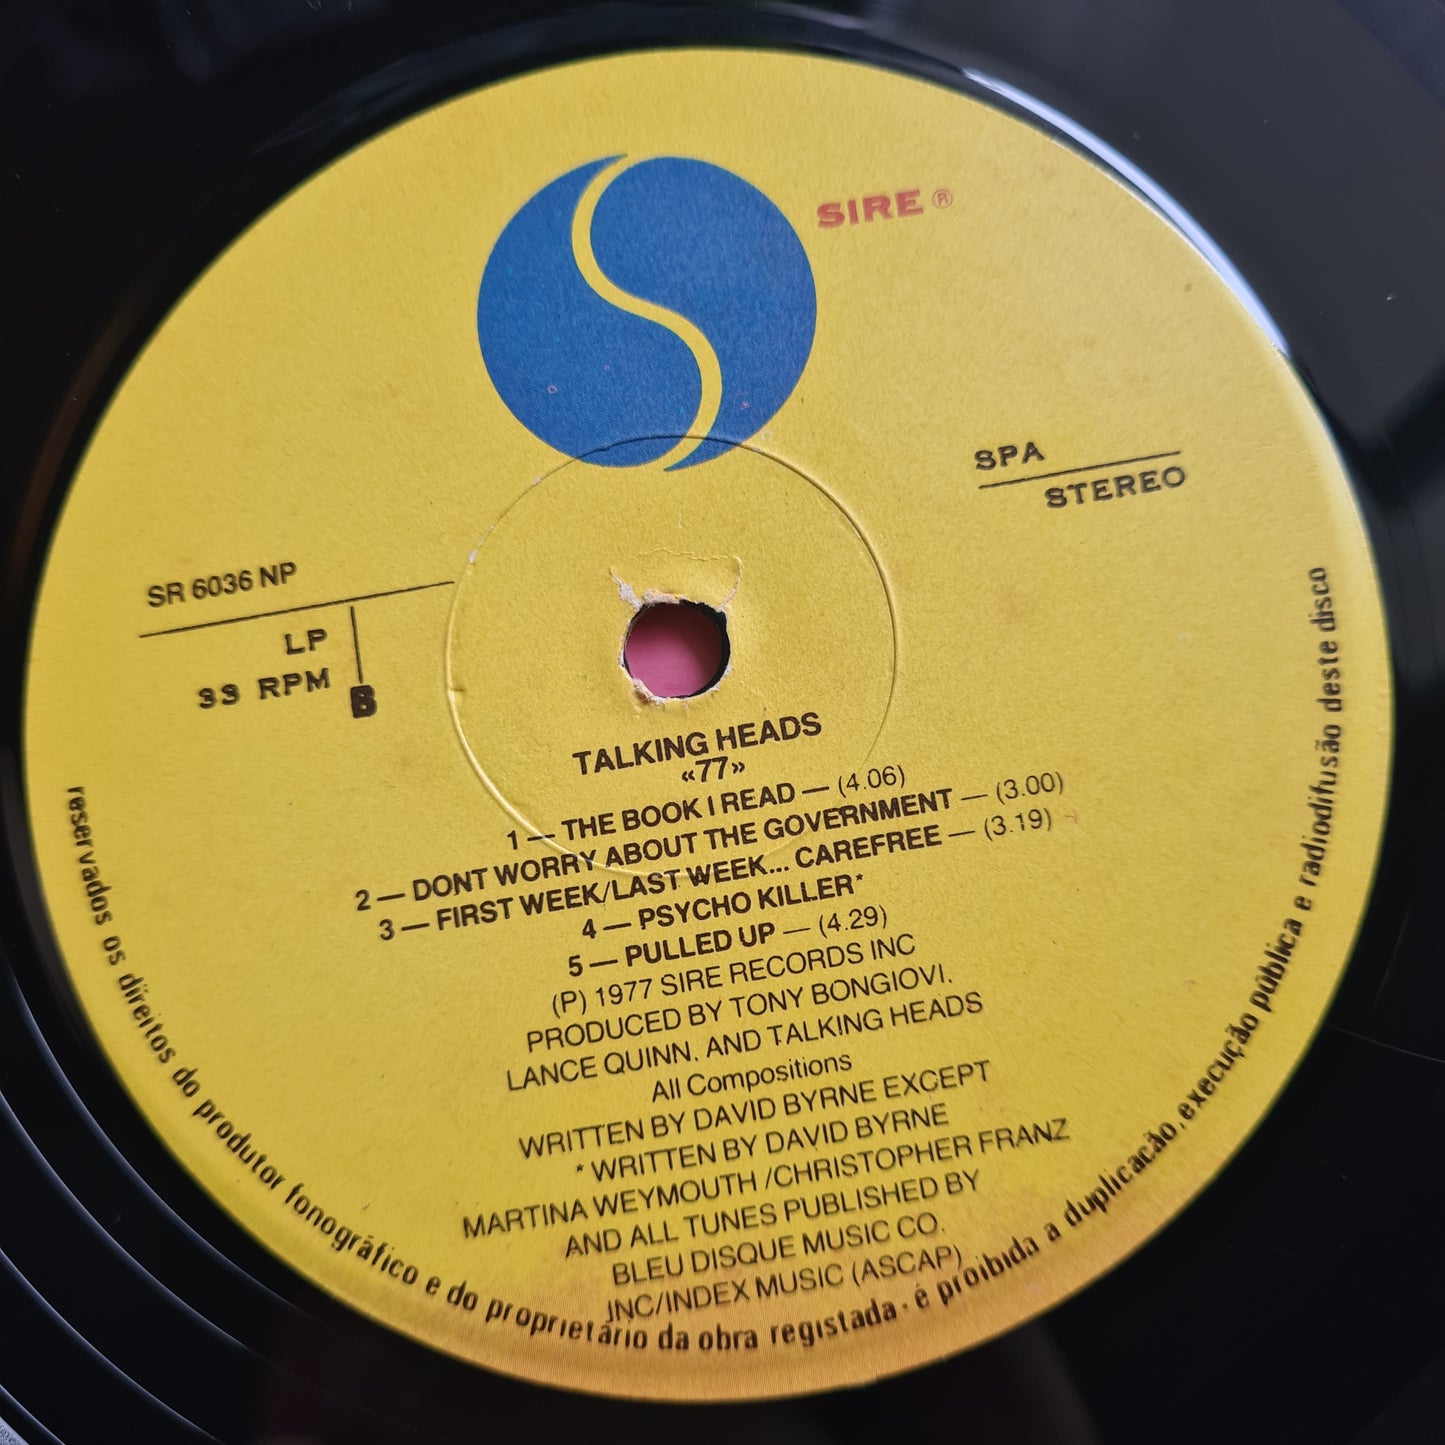 SIRE ®
SPA
STEREO
SR 6036 NP
LP
33 RPM
B
TALKING HEADS
«77»
1 — THE BOOK I READ — (4.06)
2 — DONT WORRY ABOUT THE GOVERNMENT — (3.00)
3 — FIRST WEEK/LAST WEEK... CAREFREE — (3.19)
4 — PSYCHO KILLER*
5 — PULLED UP — (4.29)
(P) 1977 SIRE RECORDS INC
PRODUCED BY TONY BONGIOVI,
LANCE QUINN, AND TALKING HEADS
All Compositions
WRITTEN BY DAVID BYRNE EXCEPT
* WRITTEN BY DAVID BYRNE
MARTINA WEYMOUTH /CHRISTOPHER FRANZ
AND ALL TUNES PUBLISHED BY
BLEU DISQUE MUSIC CO.
INC/INDEX MUSIC (ASCAP)
reservados os direitos do produtor fonográfico e do proprietário da obra registada · é proibida a duplicacão, execução pública e radiodifusão deste disco